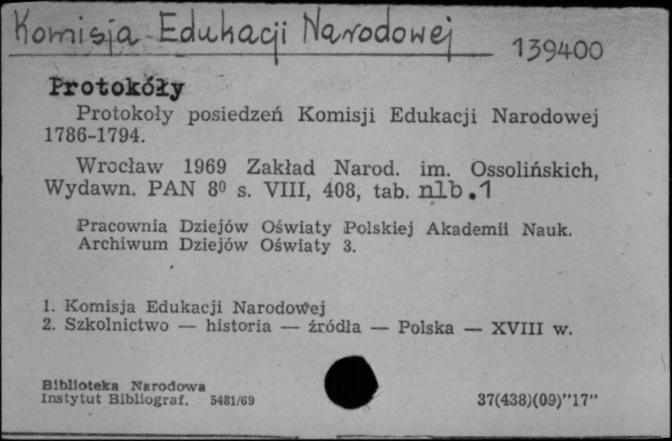 Komisja Edukacji Narodowej
139400
Protokóły
Protokoły posiedzeń Komisji Edukacji Narodowej
1786-1794.
Wrocław 1969 Zakład Narod. im. Ossolińskich,
Wydawn. PAN 8⁰ s. VIII, 408, tab. nlb.1
Pracownia Dziejów Oświaty Polskiej Akademii Nauk.
Archiwum Dziejów Oświaty 3.
1. Komisja Edukacji Narodowej
2. Szkolnictwo — historia — źródła — Polska — XVIII w.
Biblioteka Narodowa
Instytut Bibliograf. 5481/69
37(438)(09)"17"